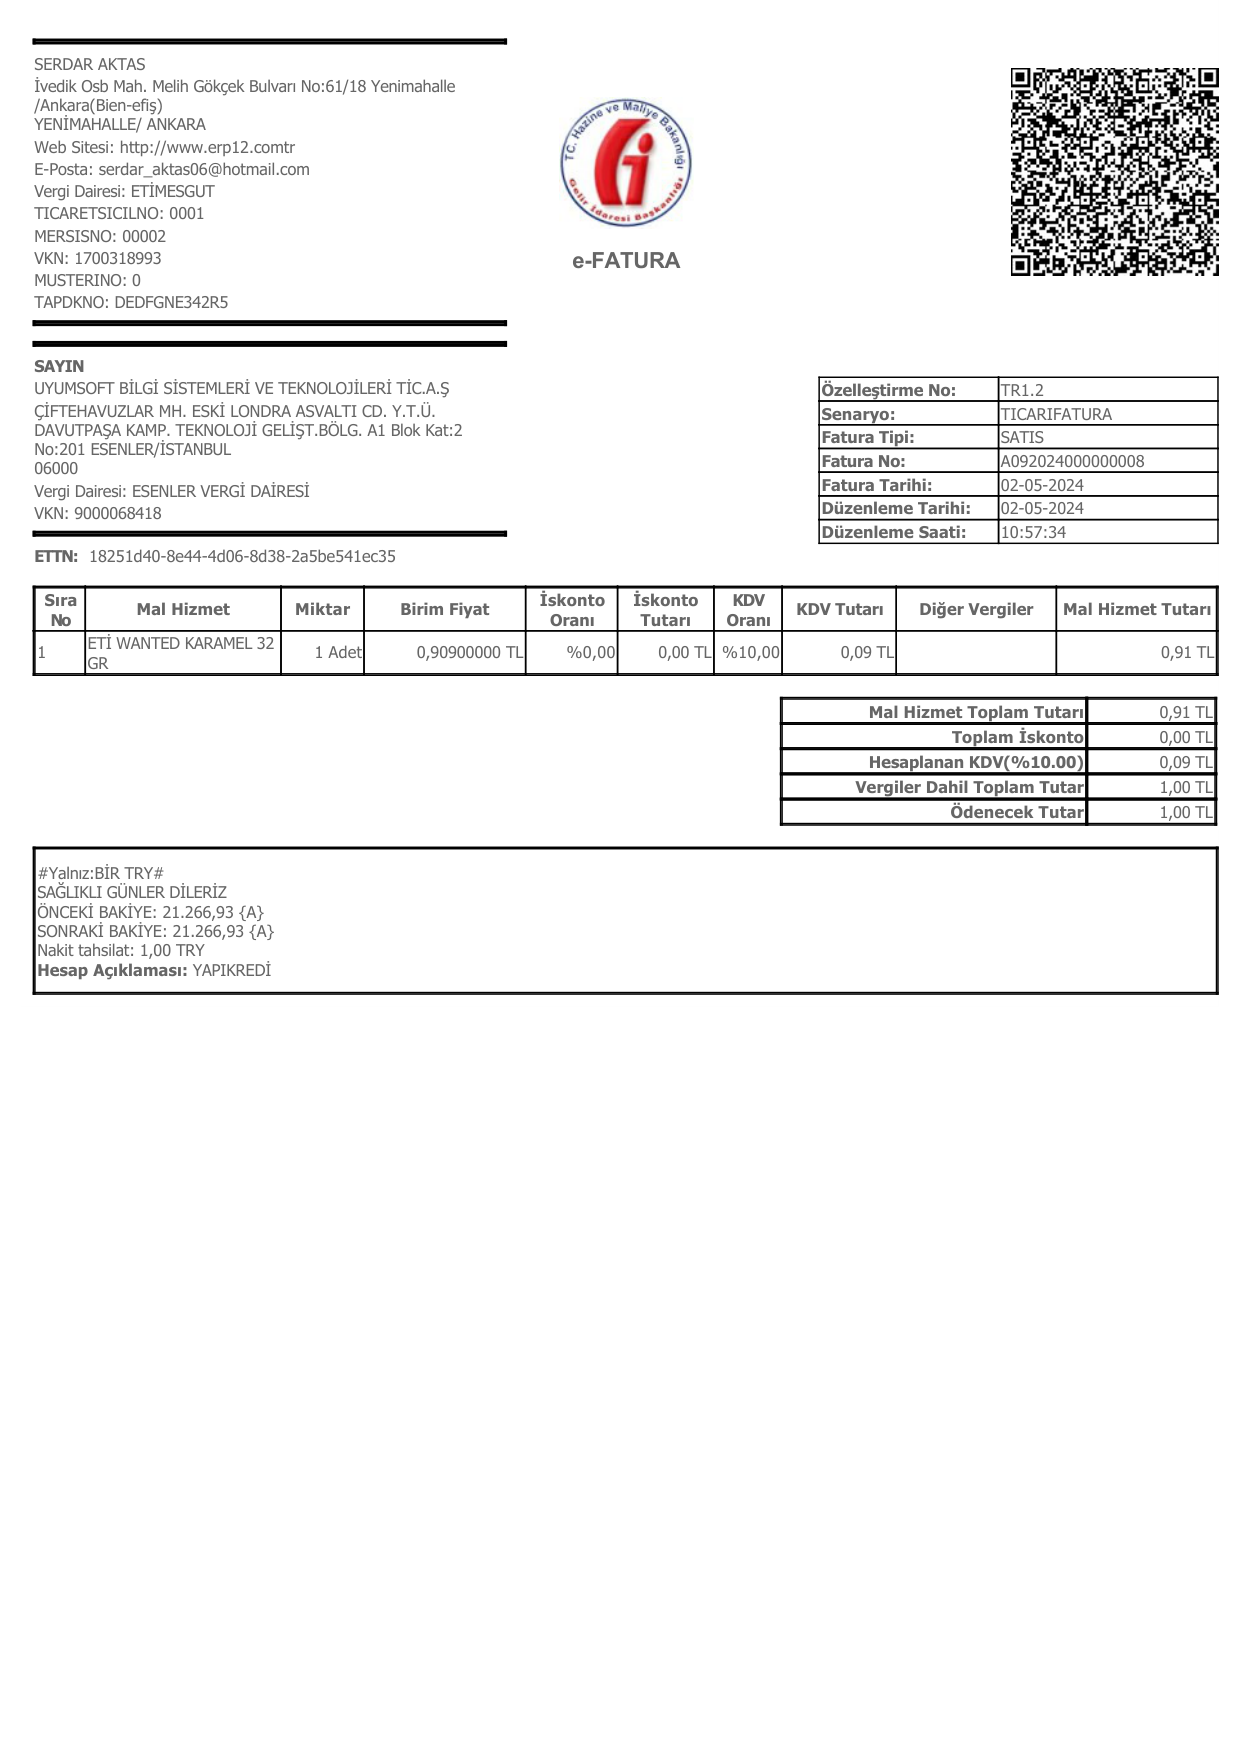 SERDAR AKTAS
İvedik Osb Mah. Melih Gökçek Bulvarı No:61/18 Yenimahalle
/Ankara(Bien-efiş)
YENİMAHALLE/ ANKARA
Web Sitesi: http://www.erp12.comtr
E-Posta: serdar_aktas06@hotmail.com
Vergi Dairesi: ETİMESGUT
TICARETSICILNO: 0001
MERSISNO: 00002
VKN: 1700318993
MUSTERINO: 0
TAPDKNO: DEDFGNE342R5
T.C. Hazine ve Maliye Bakanlığı
Gelir İdaresi Başkanlığı
e-FATURA
SAYIN
UYUMSOFT BİLGİ SİSTEMLERİ VE TEKNOLOJİLERİ TİC.A.Ş
ÇİFTEHAVUZLAR MH. ESKİ LONDRA ASVALTI CD. Y.T.Ü.
DAVUTPAŞA KAMP. TEKNOLOJİ GELİŞT.BÖLG. A1 Blok Kat:2
No:201 ESENLER/İSTANBUL
06000
Vergi Dairesi: ESENLER VERGİ DAİRESİ
VKN: 9000068418
Özelleştirme No: TR1.2
Senaryo: TICARIFATURA
Fatura Tipi: SATIS
Fatura No: A092024000000008
Fatura Tarihi: 02-05-2024
Düzenleme Tarihi: 02-05-2024
Düzenleme Saati: 10:57:34
ETTN: 18251d40-8e44-4d06-8d38-2a5be541ec35
Sıra No Mal Hizmet Miktar Birim Fiyat İskonto Oranı İskonto Tutarı KDV Oranı KDV Tutarı Diğer Vergiler Mal Hizmet Tutarı
1 ETİ WANTED KARAMEL 32 GR 1 Adet 0,90900000 TL %0,00 0,00 TL %10,00 0,09 TL 0,91 TL
Mal Hizmet Toplam Tutarı 0,91 TL
Toplam İskonto 0,00 TL
Hesaplanan KDV(%10.00) 0,09 TL
Vergiler Dahil Toplam Tutar 1,00 TL
Ödenecek Tutar 1,00 TL
#Yalnız:BİR TRY#
SAĞLIKLI GÜNLER DİLERİZ
ÖNCEKİ BAKİYE: 21.266,93 {A}
SONRAKİ BAKİYE: 21.266,93 {A}
Nakit tahsilat: 1,00 TRY
Hesap Açıklaması: YAPIKREDİ